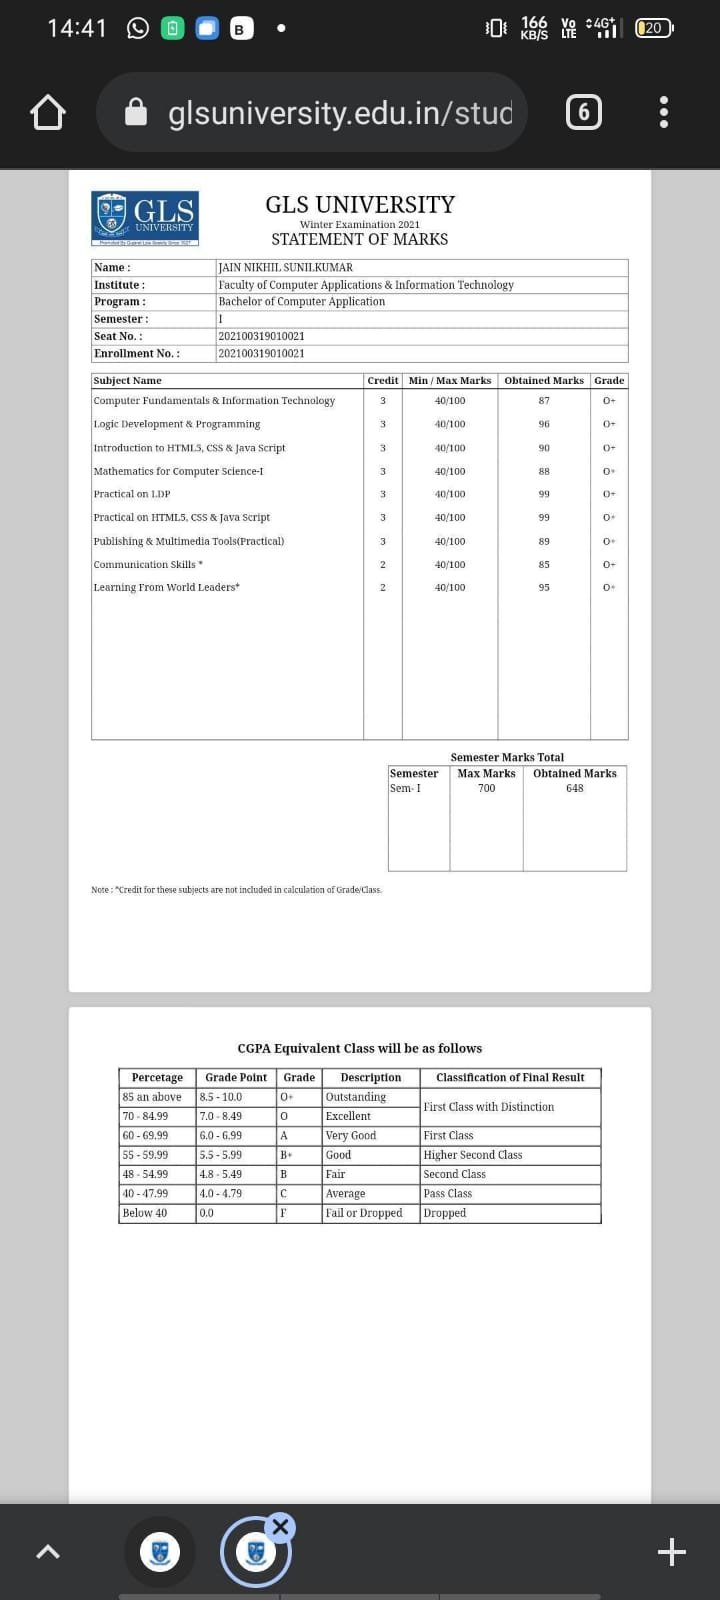 14:41
B
166 KB/S
Vo LTE
4G+
20
glsuniversity.edu.in/stud
6
GLS
UNIVERSITY
GLS UNIVERSITY
Winter Examination 2021
STATEMENT OF MARKS
Name : JAIN NIKHIL SUNILKUMAR
Institute : Faculty of Computer Applications & Information Technology
Program : Bachelor of Computer Application
Semester : I
Seat No. : 202100319010021
Enrollment No. : 202100319010021
Subject Name Credit Min / Max Marks Obtained Marks Grade
Computer Fundamentals & Information Technology 3 40/100 87 O+
Logic Development & Programming 3 40/100 96 O+
Introduction to HTML5, CSS & Java Script 3 40/100 90 O+
Mathematics for Computer Science-I 3 40/100 88 O+
Practical on LDP 3 40/100 99 O+
Practical on HTML5, CSS & Java Script 3 40/100 99 O+
Publishing & Multimedia Tools(Practical) 3 40/100 89 O+
Communication Skills * 2 40/100 85 O+
Learning From World Leaders* 2 40/100 95 O+
Semester Marks Total
Semester Max Marks Obtained Marks
Sem- I 700 648
Note : *Credit for these subjects are not included in calculation of Grade/Class.
CGPA Equivalent Class will be as follows
Percetage Grade Point Grade Description Classification of Final Result
85 an above 8.5 - 10.0 O+ Outstanding First Class with Distinction
70 - 84.99 7.0 - 8.49 O Excellent
60 - 69.99 6.0 - 6.99 A Very Good First Class
55 - 59.99 5.5 - 5.99 B+ Good Higher Second Class
48 - 54.99 4.8 - 5.49 B Fair Second Class
40 - 47.99 4.0 - 4.79 C Average Pass Class
Below 40 0.0 F Fail or Dropped Dropped